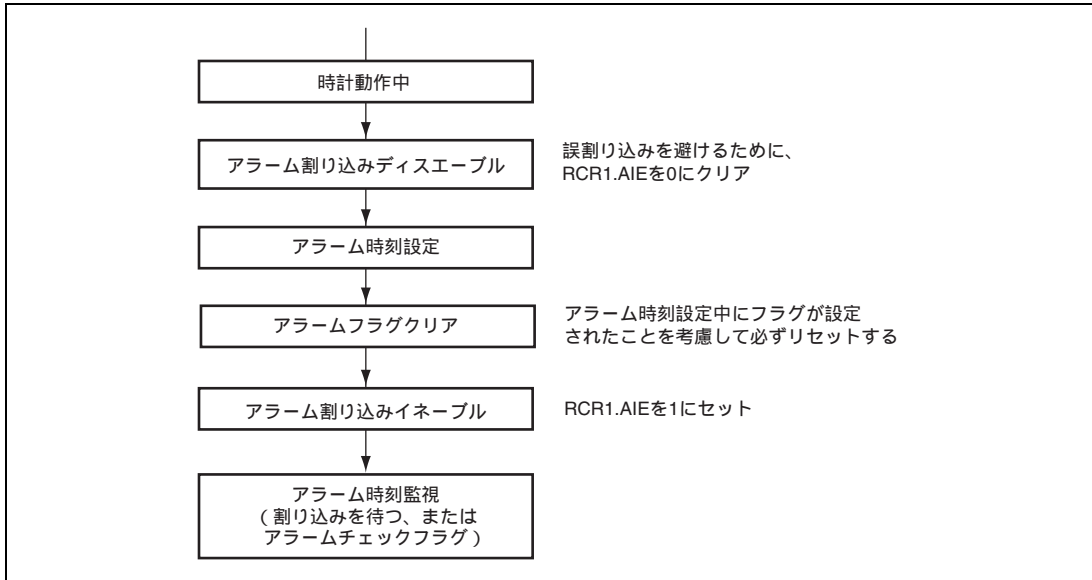 時計動作中
アラーム割り込みディスエーブル
誤割り込みを避けるために、
RCR1.AIEを0にクリア
アラーム時刻設定
アラームフラグクリア
アラーム時刻設定中にフラグが設定
されたことを考慮して必ずリセットする
アラーム割り込みイネーブル
RCR1.AIEを1にセット
アラーム時刻監視
(割り込みを待つ、または
アラームチェックフラグ)